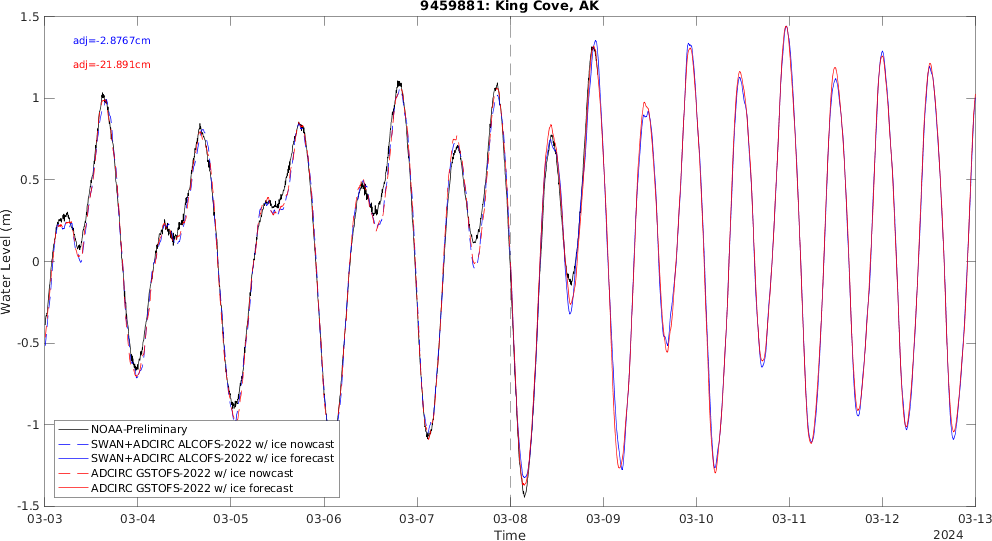 9459881: King Cove, AK
adj=-2.8767cm
adj=-21.891cm
Water Level (m)
1.5
1
0.5
0
-0.5
-1
-1.5
NOAA-Preliminary
SWAN+ADCIRC ALCOFS-2022 w/ ice nowcast
SWAN+ADCIRC ALCOFS-2022 w/ ice forecast
ADCIRC GSTOFS-2022 w/ ice nowcast
ADCIRC GSTOFS-2022 w/ ice forecast
03-03 03-04 03-05 03-06 03-07 03-08 03-09 03-10 03-11 03-12 03-13
Time
2024